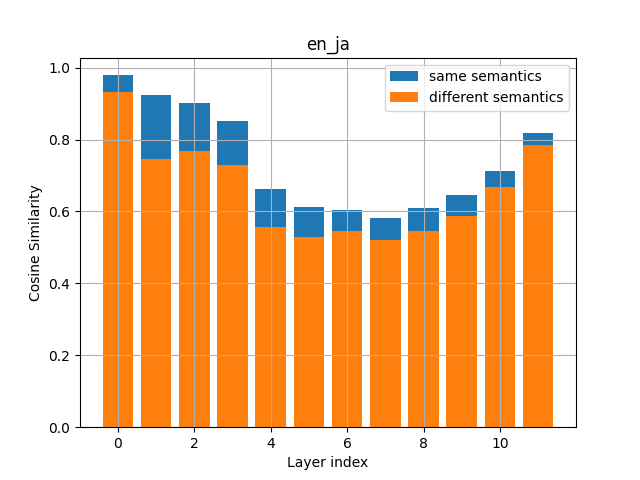 en_ja
same semantics
different semantics
1.0
0.8
0.6
0.4
0.2
0.0
Cosine Similarity
0 2 4 6 8 10
Layer index